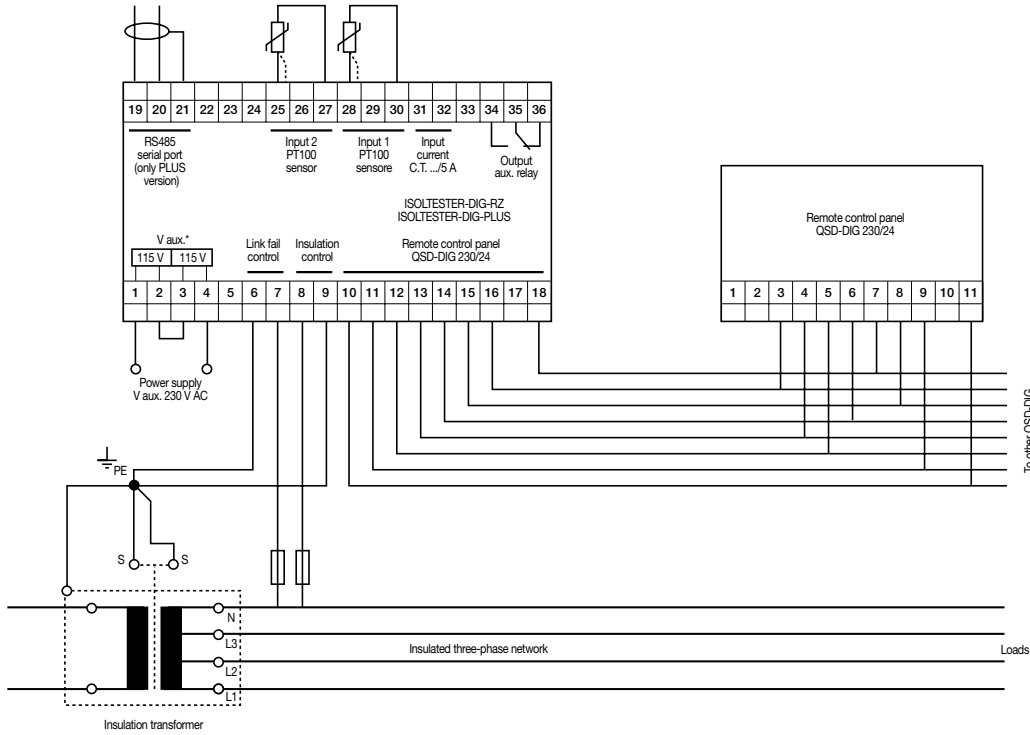 19 20 21 22 23 24 25 26 27 28 29 30 31 32 33 34 35 36
RS485
serial port
(only PLUS
version)
Input 2
PT100
sensor
Input 1
PT100
sensore
Input
current
C.T. .../5 A
Output
aux. relay
ISOLTESTER-DIG-RZ
ISOLTESTER-DIG-PLUS
V aux.*
115 V 115 V
Link fail
control
Insulation
control
Remote control panel
QSD-DIG 230/24
1 2 3 4 5 6 7 8 9 10 11 12 13 14 15 16 17 18
Power supply
V aux. 230 V AC
Remote control panel
QSD-DIG 230/24
1 2 3 4 5 6 7 8 9 10 11
To other QSD-DIG
PE
S S
N
L3
L2
L1
Insulated three-phase network
Loads
Insulation transformer